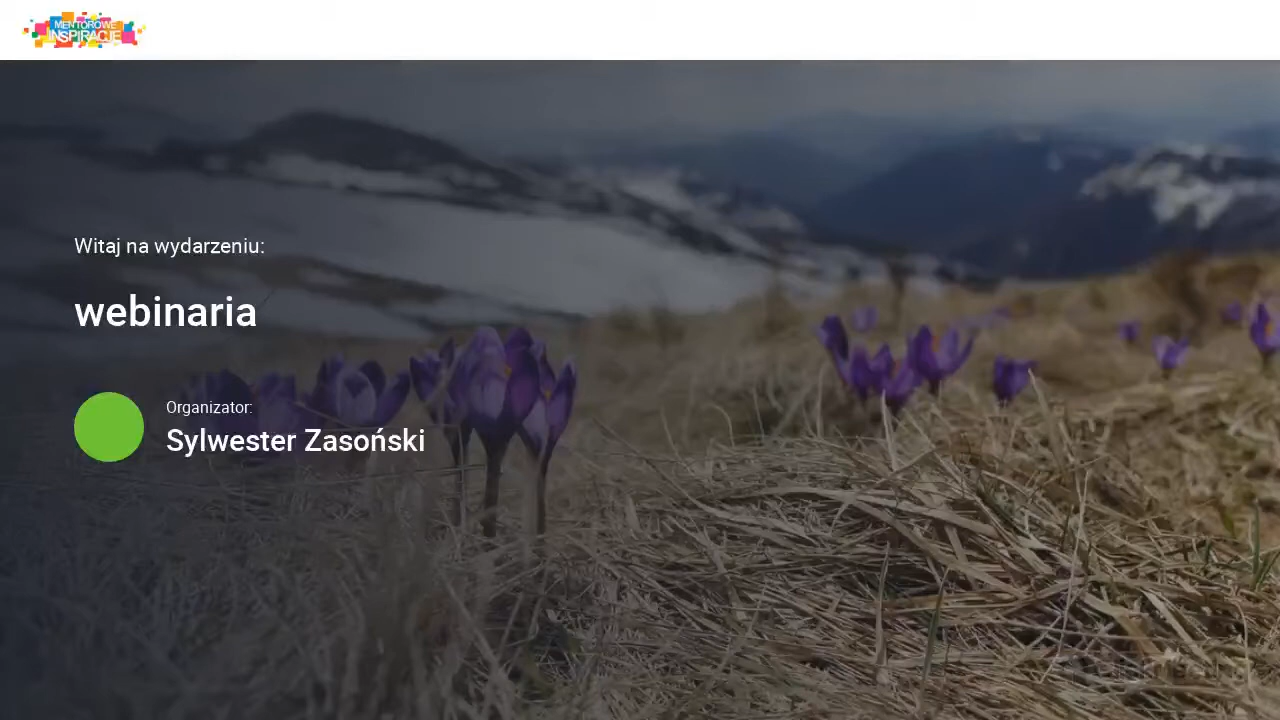 MENTOROWE
INSPIRACJE
Witaj na wydarzeniu:
webinaria
Organizator:
Sylwester Zasoński